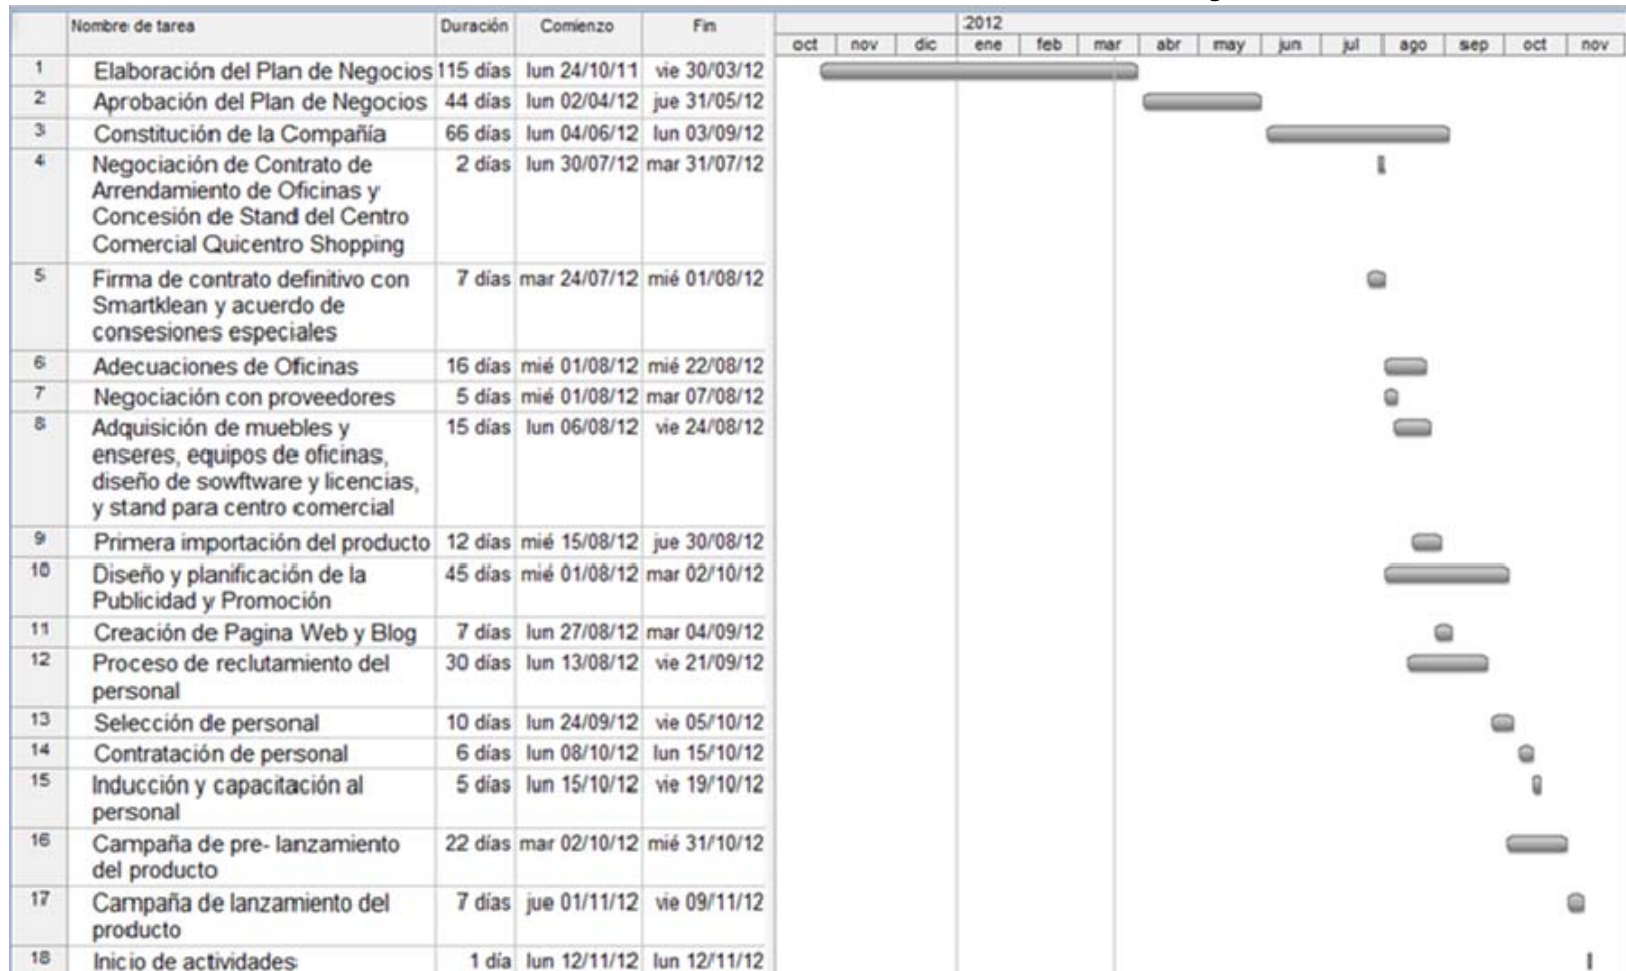 Nombre de tarea Duración Comienzo Fin 2012
oct nov dic ene feb mar abr may jun jul ago sep oct nov
1 Elaboración del Plan de Negocios 115 días lun 24/10/11 vie 30/03/12
2 Aprobación del Plan de Negocios 44 días lun 02/04/12 jue 31/05/12
3 Constitución de la Compañía 66 días lun 04/06/12 lun 03/09/12
4 Negociación de Contrato de 2 días lun 30/07/12 mar 31/07/12
Arrendamiento de Oficinas y
Concesión de Stand del Centro
Comercial Quicentro Shopping
5 Firma de contrato definitivo con 7 días mar 24/07/12 mié 01/08/12
Smartklean y acuerdo de
consesiones especiales
6 Adecuaciones de Oficinas 16 días mié 01/08/12 mié 22/08/12
7 Negociación con proveedores 5 días mié 01/08/12 mar 07/08/12
8 Adquisición de muebles y 15 días lun 06/08/12 vie 24/08/12
enseres, equipos de oficinas,
diseño de sowftware y licencias,
y stand para centro comercial
9 Primera importación del producto 12 días mié 15/08/12 jue 30/08/12
10 Diseño y planificación de la 45 días mié 01/08/12 mar 02/10/12
Publicidad y Promoción
11 Creación de Pagina Web y Blog 7 días lun 27/08/12 mar 04/09/12
12 Proceso de reclutamiento del 30 días lun 13/08/12 vie 21/09/12
personal
13 Selección de personal 10 días lun 24/09/12 vie 05/10/12
14 Contratación de personal 6 días lun 08/10/12 lun 15/10/12
15 Inducción y capacitación al 5 días lun 15/10/12 vie 19/10/12
personal
16 Campaña de pre- lanzamiento 22 días mar 02/10/12 mié 31/10/12
del producto
17 Campaña de lanzamiento del 7 días jue 01/11/12 vie 09/11/12
producto
18 Inicio de actividades 1 día lun 12/11/12 lun 12/11/12